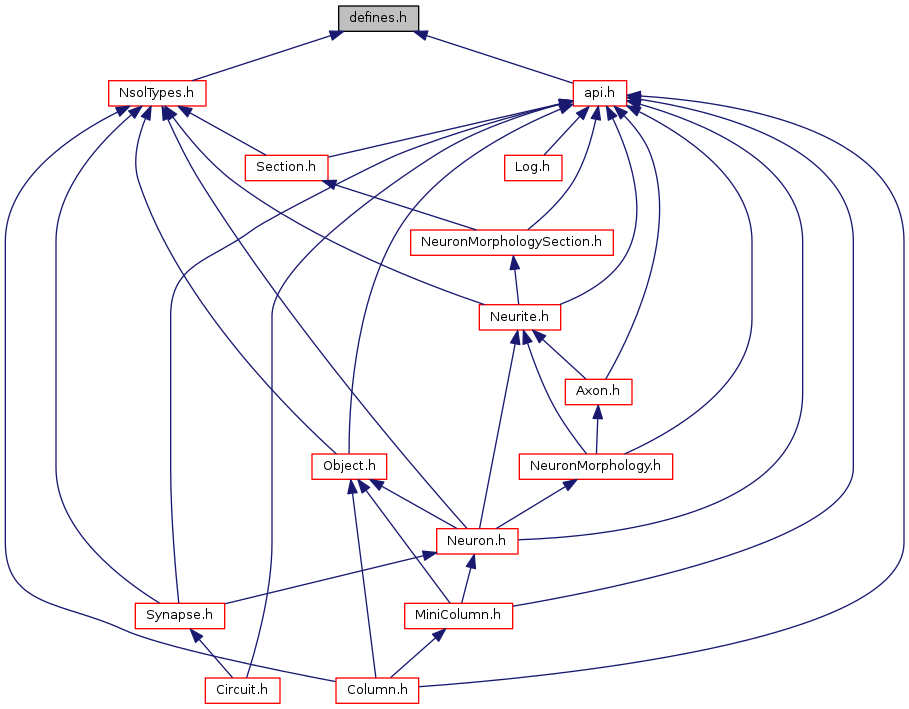 defines.h
NsolTypes.h
api.h
Section.h
Log.h
NeuronMorphologySection.h
Neurite.h
Axon.h
Object.h
NeuronMorphology.h
Neuron.h
Synapse.h
MiniColumn.h
Circuit.h
Column.h